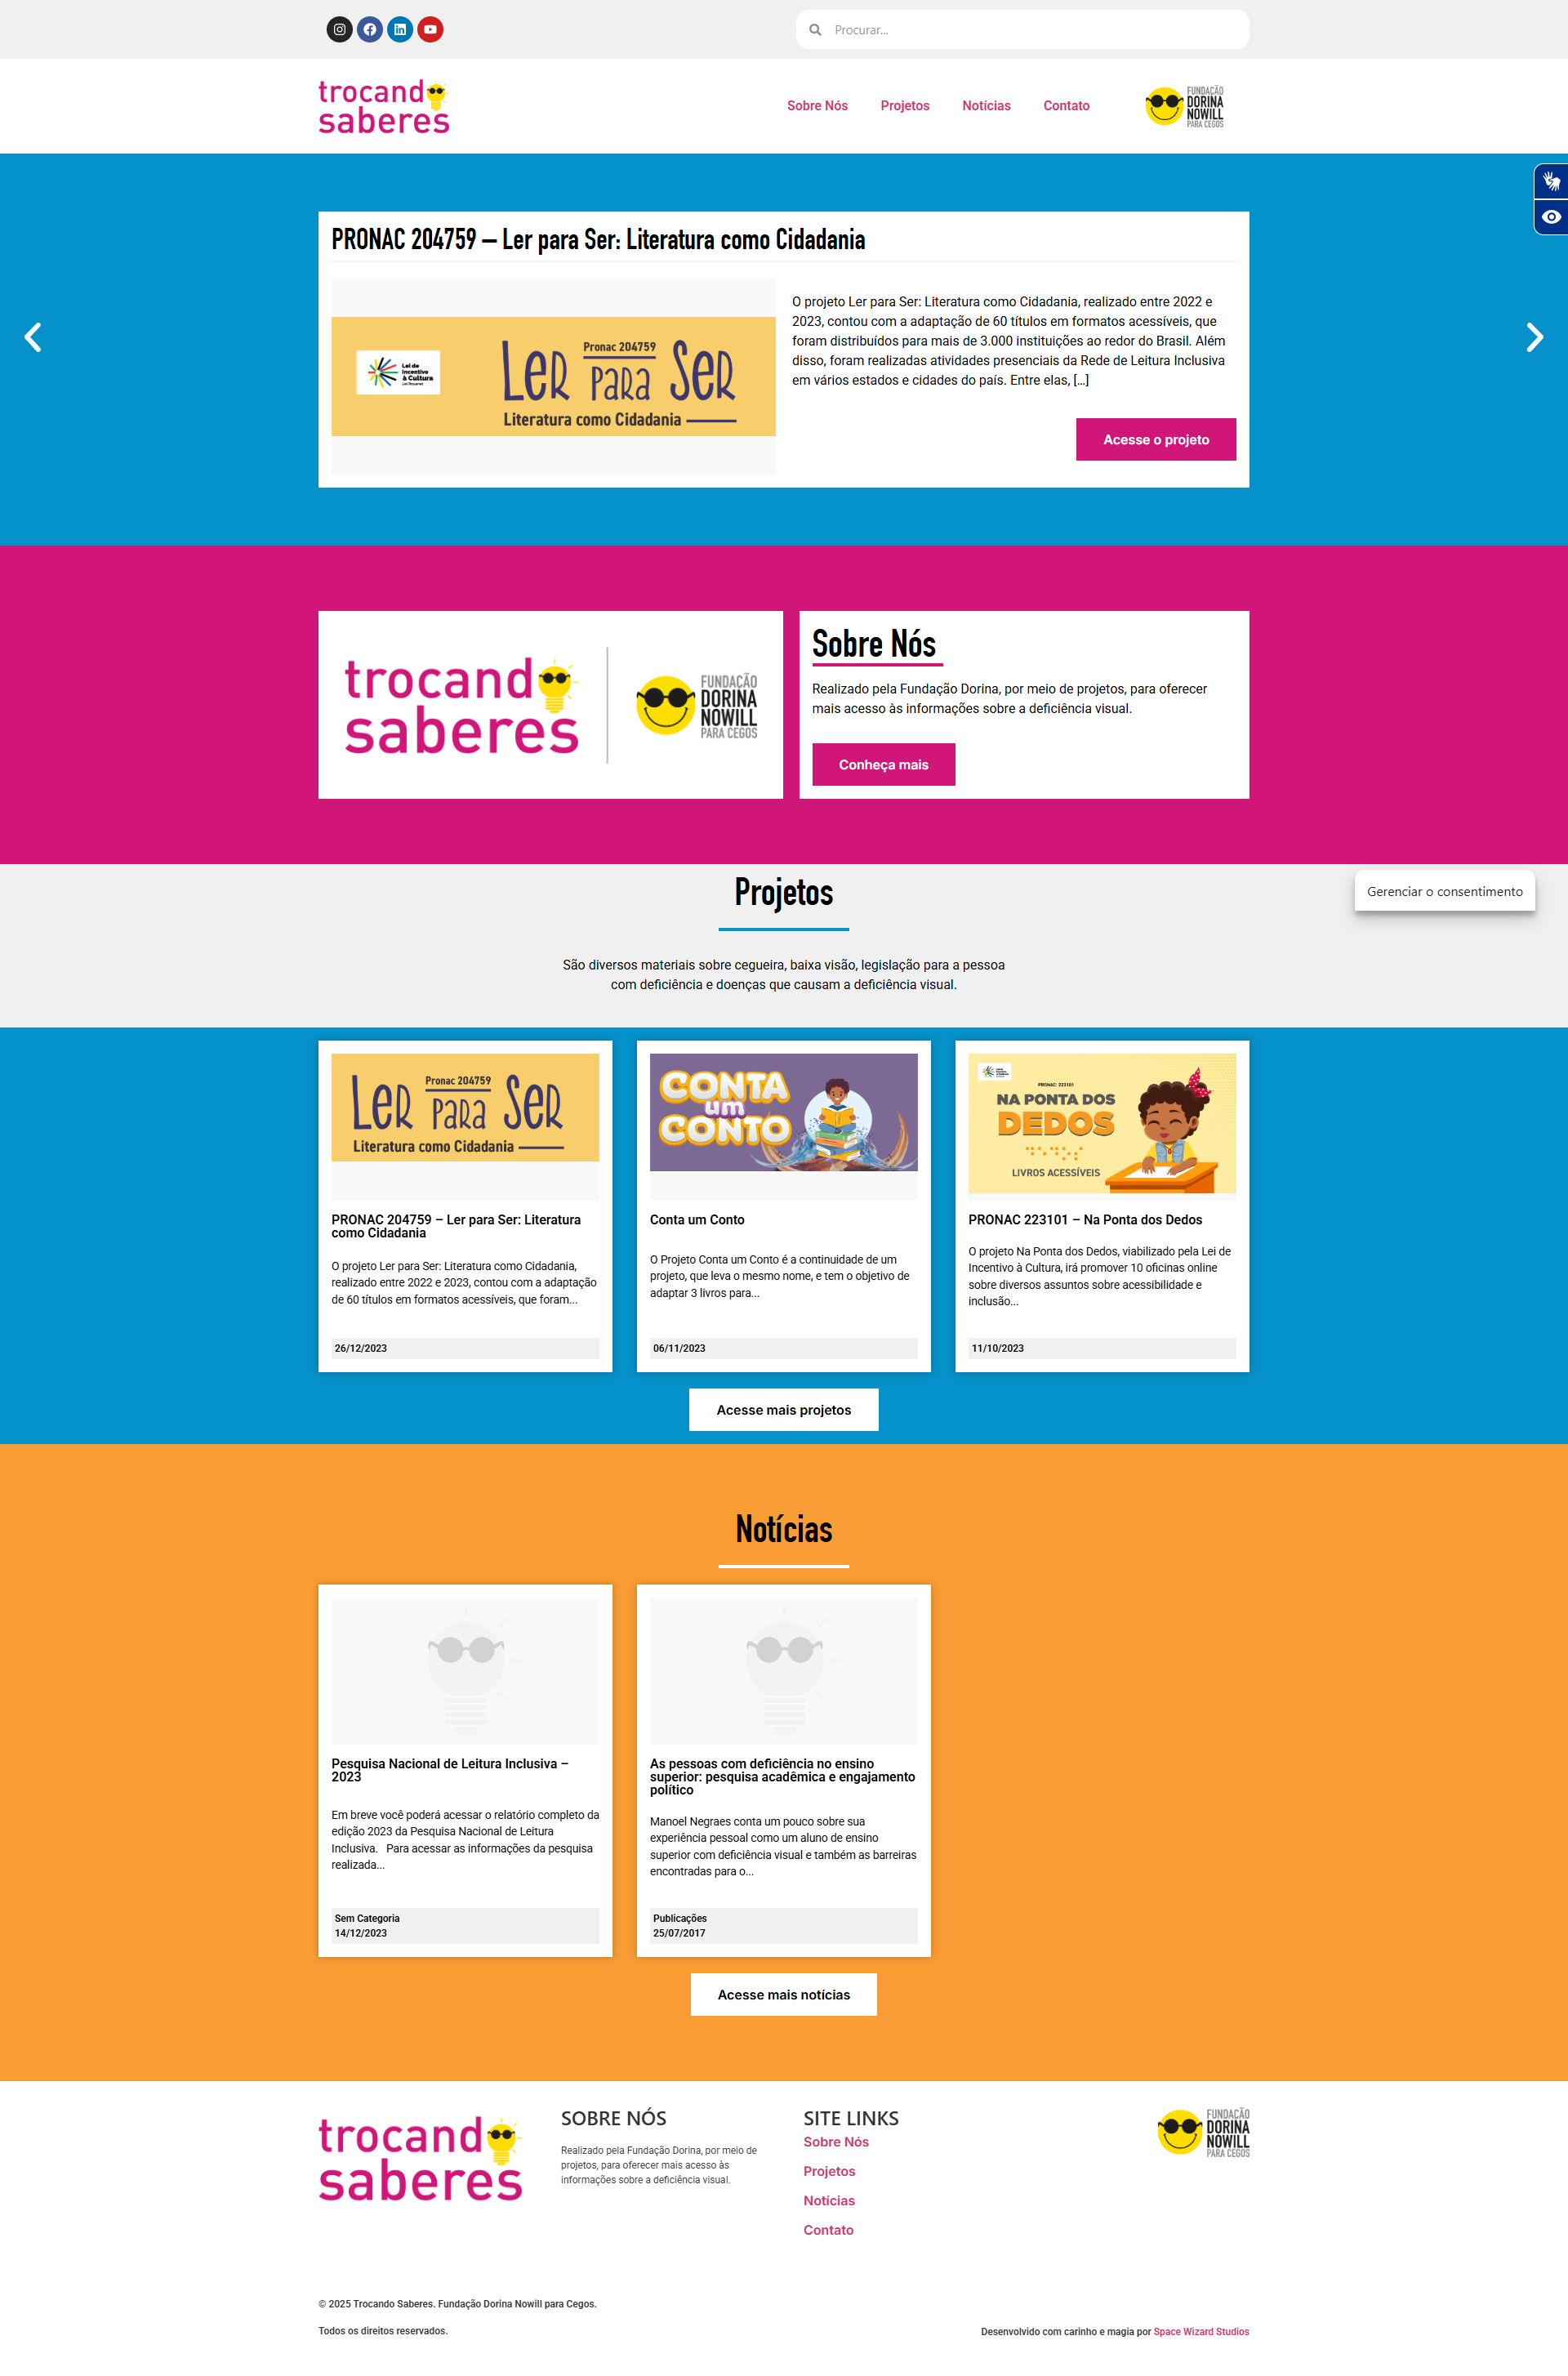 Procurar...
trocando
saberes
Sobre Nós
Projetos
Notícias
Contato
FUNDAÇÃO
DORINA
NOWILL
PARA CEGOS
PRONAC 204759 – Ler para Ser: Literatura como Cidadania
Lei de
Incentivo
à Cultura
Lei Rouanet
Pronac 204759
LER PARA SER
Literatura como Cidadania
O projeto Ler para Ser: Literatura como Cidadania, realizado entre 2022 e
2023, contou com a adaptação de 60 títulos em formatos acessíveis, que
foram distribuídos para mais de 3.000 instituições ao redor do Brasil. Além
disso, foram realizadas atividades presenciais da Rede de Leitura Inclusiva
em vários estados e cidades do país. Entre elas, [...]
Acesse o projeto
trocando
saberes
FUNDAÇÃO
DORINA
NOWILL
PARA CEGOS
Sobre Nós
Realizado pela Fundação Dorina, por meio de projetos, para oferecer
mais acesso às informações sobre a deficiência visual.
Conheça mais
Projetos
Gerenciar o consentimento
São diversos materiais sobre cegueira, baixa visão, legislação para a pessoa
com deficiência e doenças que causam a deficiência visual.
Pronac 204759
LER PARA SER
Literatura como Cidadania
PRONAC 204759 – Ler para Ser: Literatura
como Cidadania
O projeto Ler para Ser: Literatura como Cidadania,
realizado entre 2022 e 2023, contou com a adaptação
de 60 títulos em formatos acessíveis, que foram...
26/12/2023
CONTA
um
CONTO
Conta um Conto
O Projeto Conta um Conto é a continuidade de um
projeto, que leva o mesmo nome, e tem o objetivo de
adaptar 3 livros para...
06/11/2023
PRONAC: 223101
NA PONTA DOS
DEDOS
LIVROS ACESSÍVEIS
PRONAC 223101 – Na Ponta dos Dedos
O projeto Na Ponta dos Dedos, viabilizado pela Lei de
Incentivo à Cultura, irá promover 10 oficinas online
sobre diversos assuntos sobre acessibilidade e
inclusão...
11/10/2023
Acesse mais projetos
Notícias
Pesquisa Nacional de Leitura Inclusiva –
2023
Em breve você poderá acessar o relatório completo da
edição 2023 da Pesquisa Nacional de Leitura
Inclusiva.   Para acessar as informações da pesquisa
realizada...
Sem Categoria
14/12/2023
As pessoas com deficiência no ensino
superior: pesquisa acadêmica e engajamento
político
Manoel Negraes conta um pouco sobre sua
experiência pessoal como um aluno de ensino
superior com deficiência visual e também as barreiras
encontradas para o...
Publicações
25/07/2017
Acesse mais notícias
trocando
saberes
SOBRE NÓS
Realizado pela Fundação Dorina, por meio de
projetos, para oferecer mais acesso às
informações sobre a deficiência visual.
SITE LINKS
Sobre Nós
Projetos
Notícias
Contato
FUNDAÇÃO
DORINA
NOWILL
PARA CEGOS
© 2025 Trocando Saberes. Fundação Dorina Nowill para Cegos.
Todos os direitos reservados.
Desenvolvido com carinho e magia por Space Wizard Studios